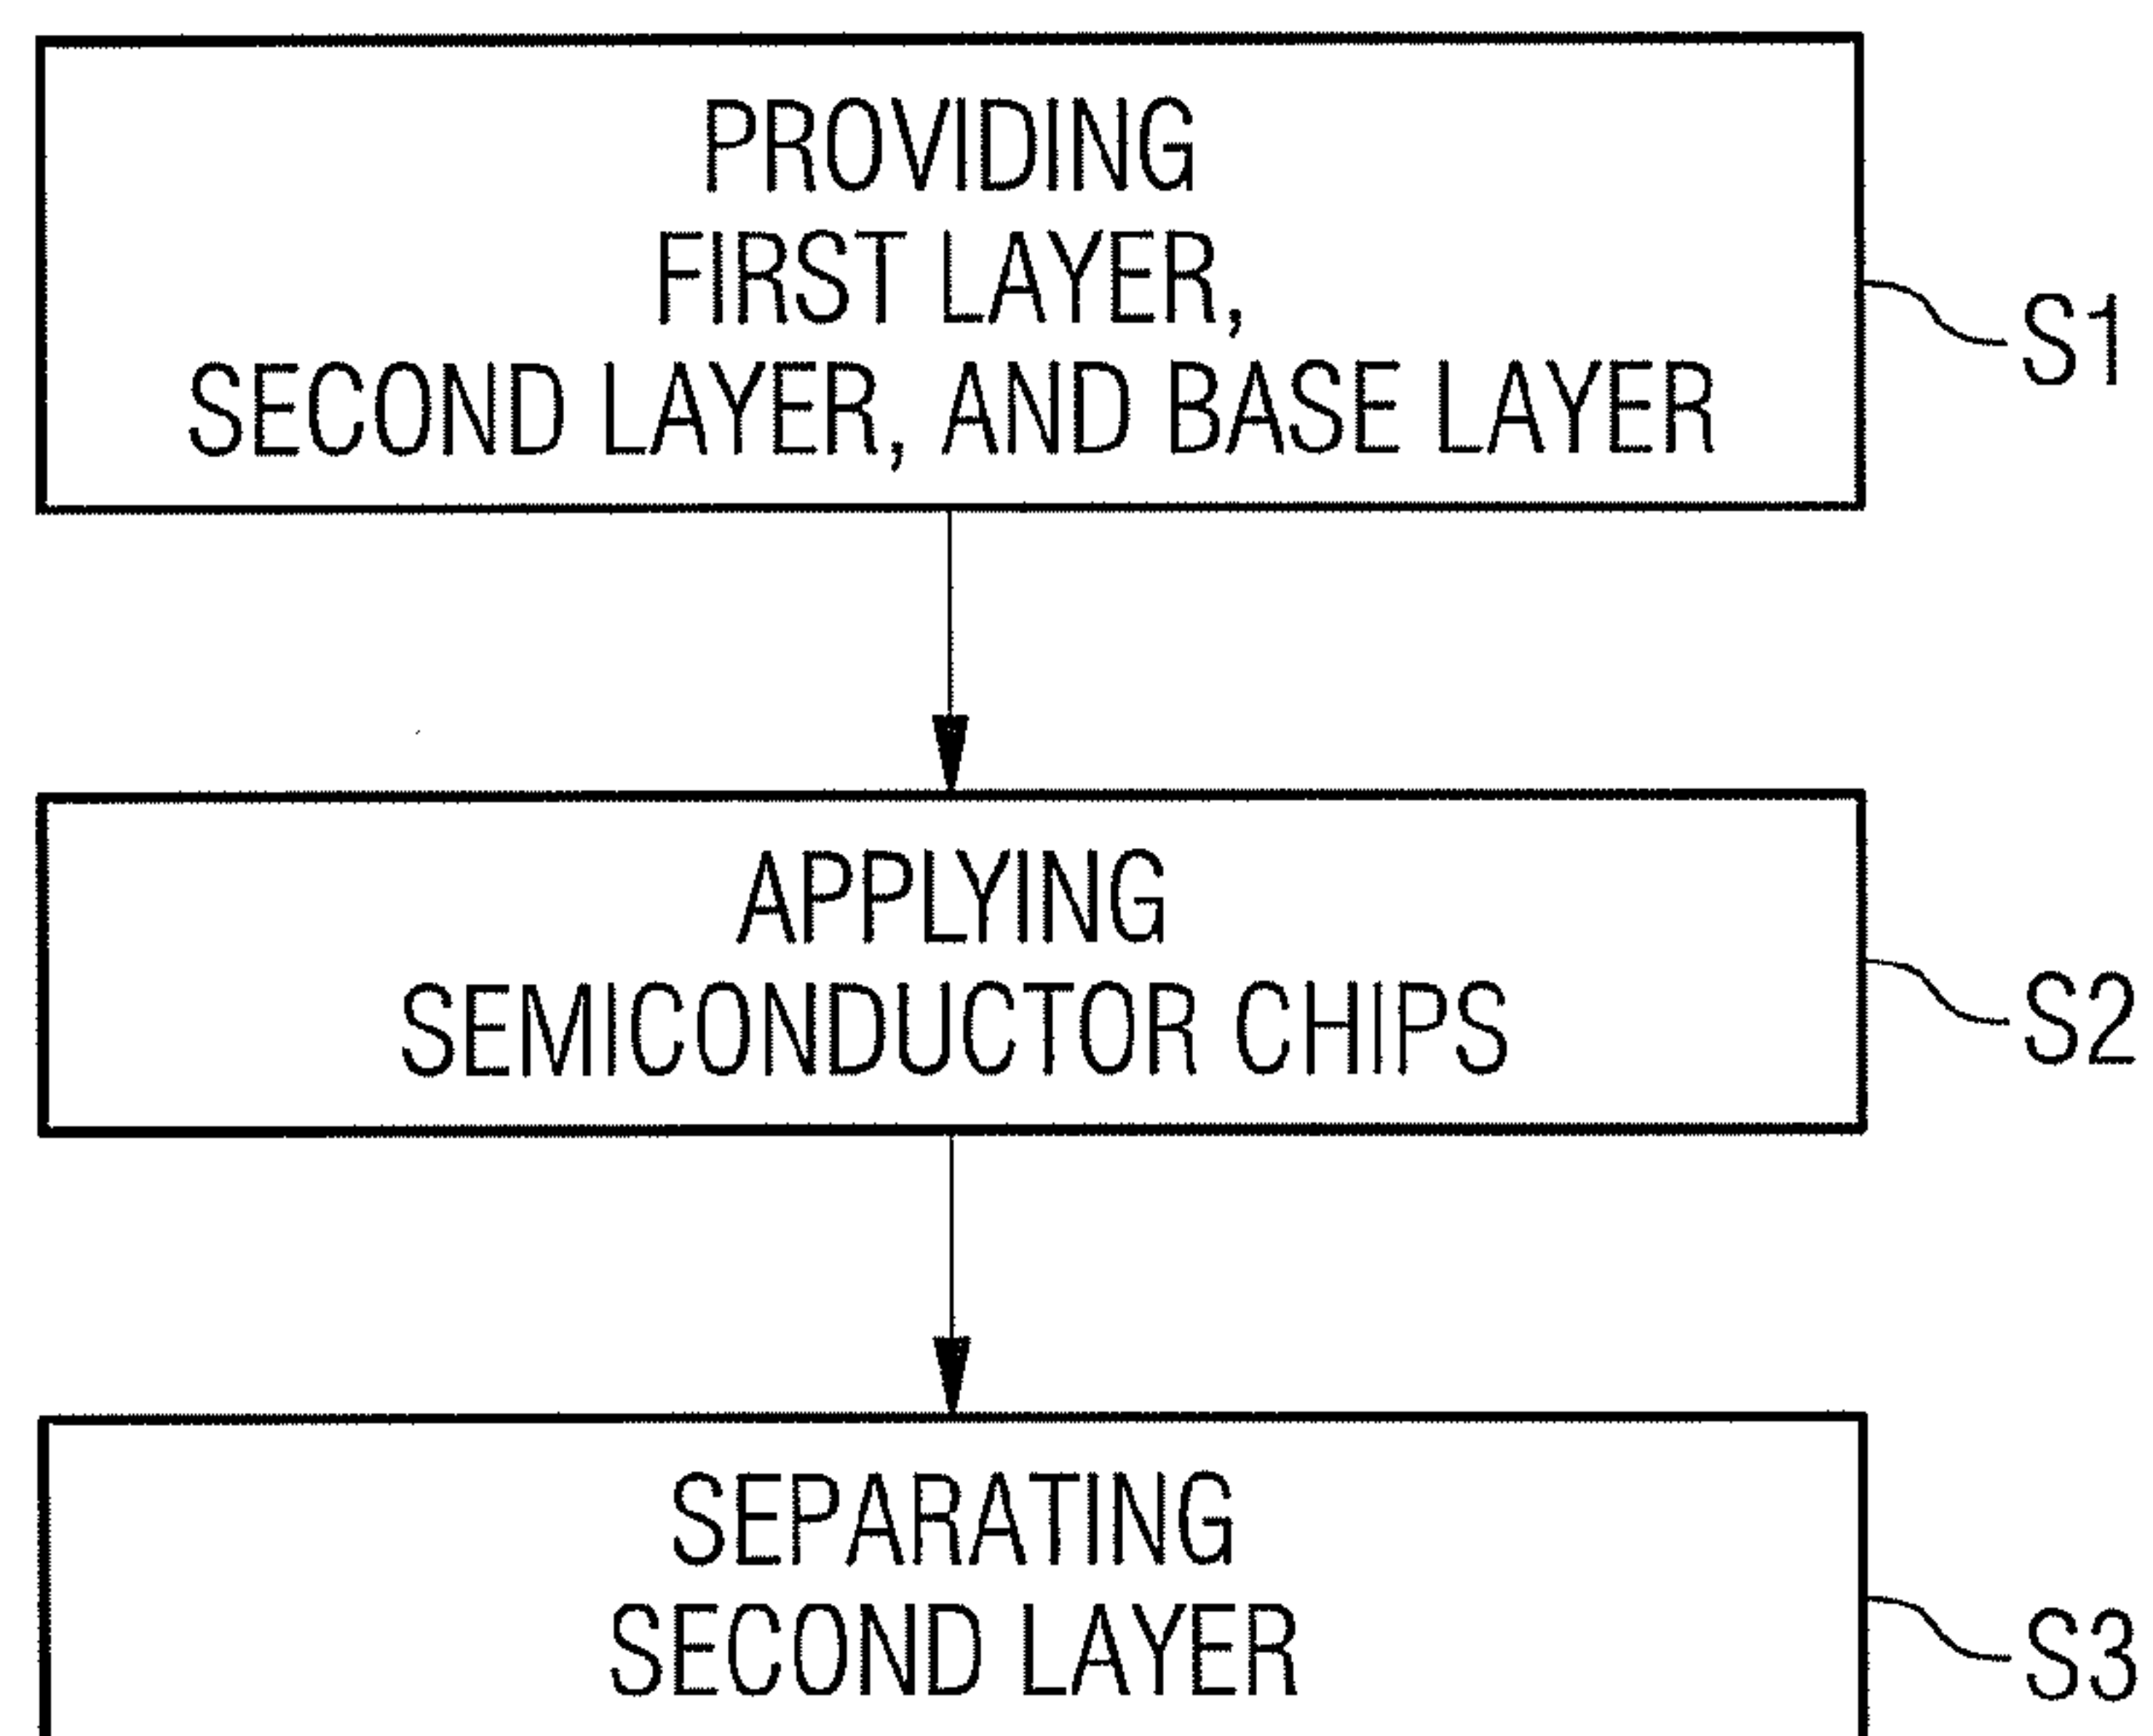 PROVIDING
FIRST LAYER,
SECOND LAYER, AND BASE LAYER
S1
APPLYING
SEMICONDUCTOR CHIPS
S2
SEPARATING
SECOND LAYER
S3